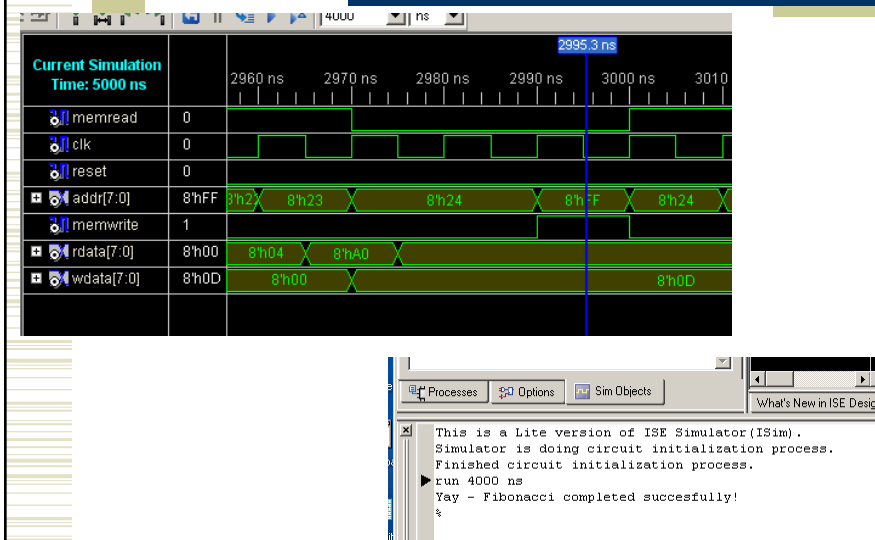 4000 ns
2995.3 ns
Current Simulation
Time: 5000 ns
2960 ns 2970 ns 2980 ns 2990 ns 3000 ns 3010
memread 0
clk 0
reset 0
addr[7:0] 8'hFF 8'h23 8'h24 8'hFF 8'h24
memwrite 1
rdata[7:0] 8'h00 8'h04 8'hA0
wdata[7:0] 8'h0D 8'h00 8'h0D
Processes Options Sim Objects
What's New in ISE Desig
This is a Lite version of ISE Simulator(ISim).
Simulator is doing circuit initialization process.
Finished circuit initialization process.
run 4000 ns
Yay - Fibonacci completed succesfully!
%